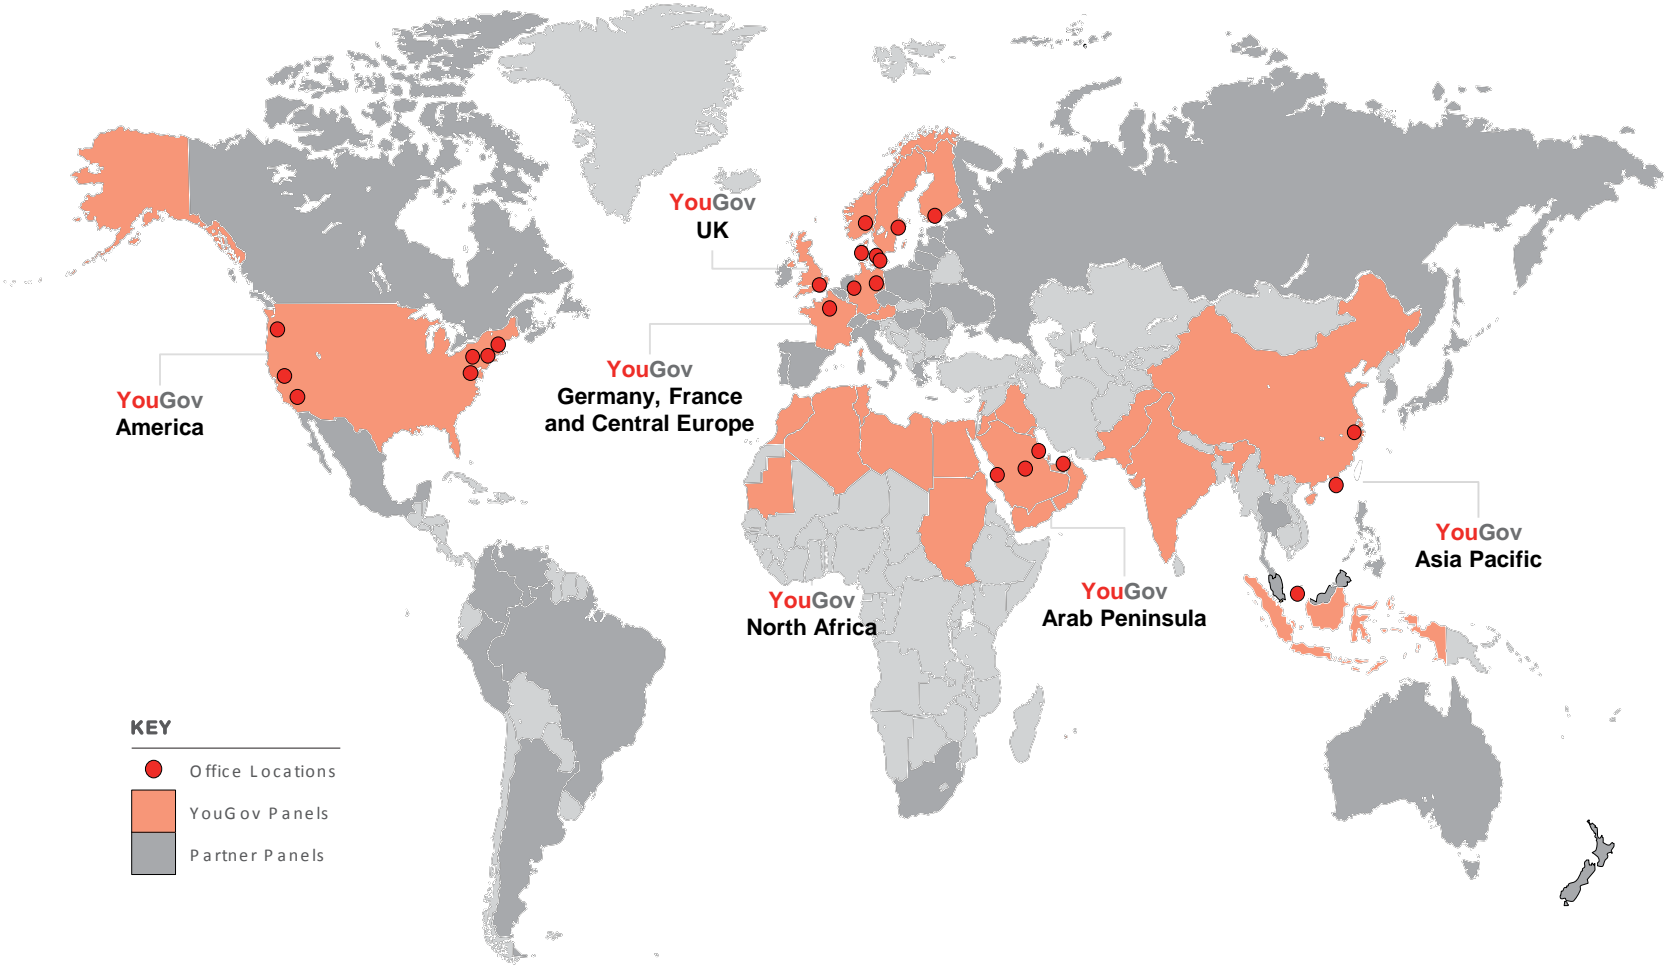 YouGov
UK
YouGov
Germany, France
and Central Europe
YouGov
America
YouGov
Asia Pacific
YouGov
North Africa
YouGov
Arab Peninsula
KEY
Office Locations
YouGov Panels
Partner Panels